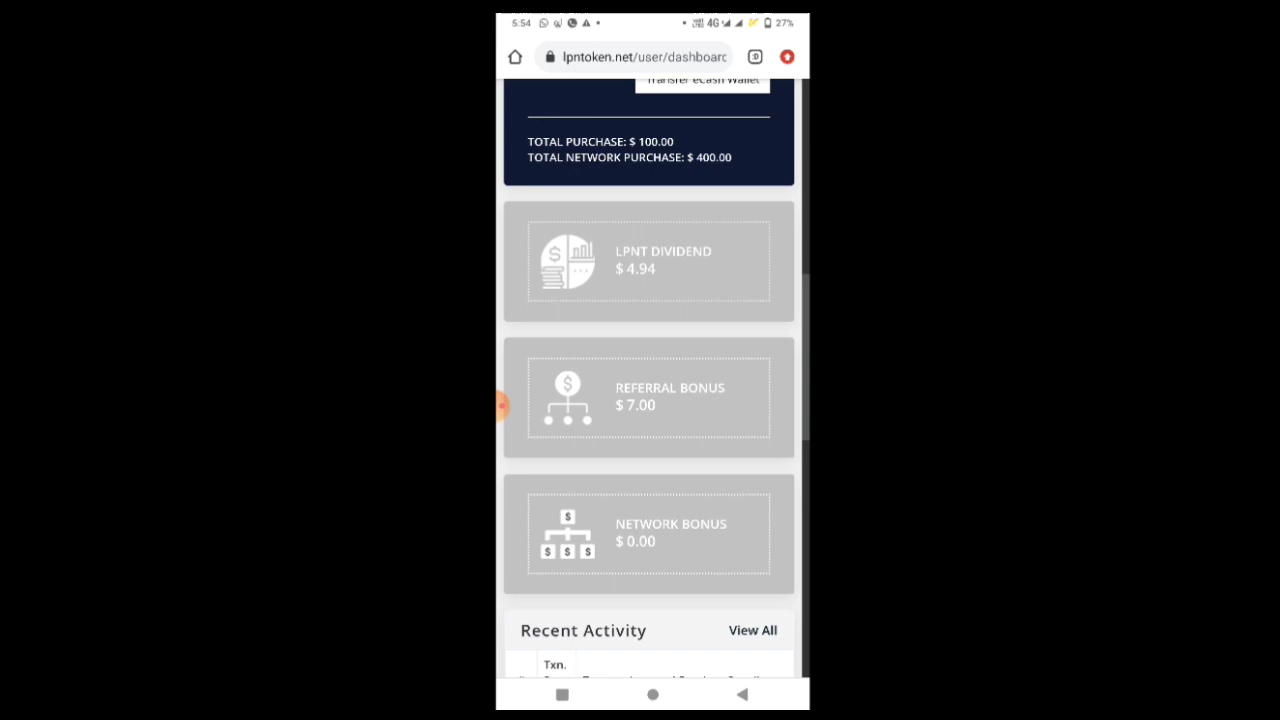 5:54 4G 27%
lpntoken.net/user/dashboard
Transfer eCash Wallet
TOTAL PURCHASE: $ 100.00
TOTAL NETWORK PURCHASE: $ 400.00
LPNT DIVIDEND
$ 4.94
REFERRAL BONUS
$ 7.00
NETWORK BONUS
$ 0.00
Recent Activity View All
Txn.